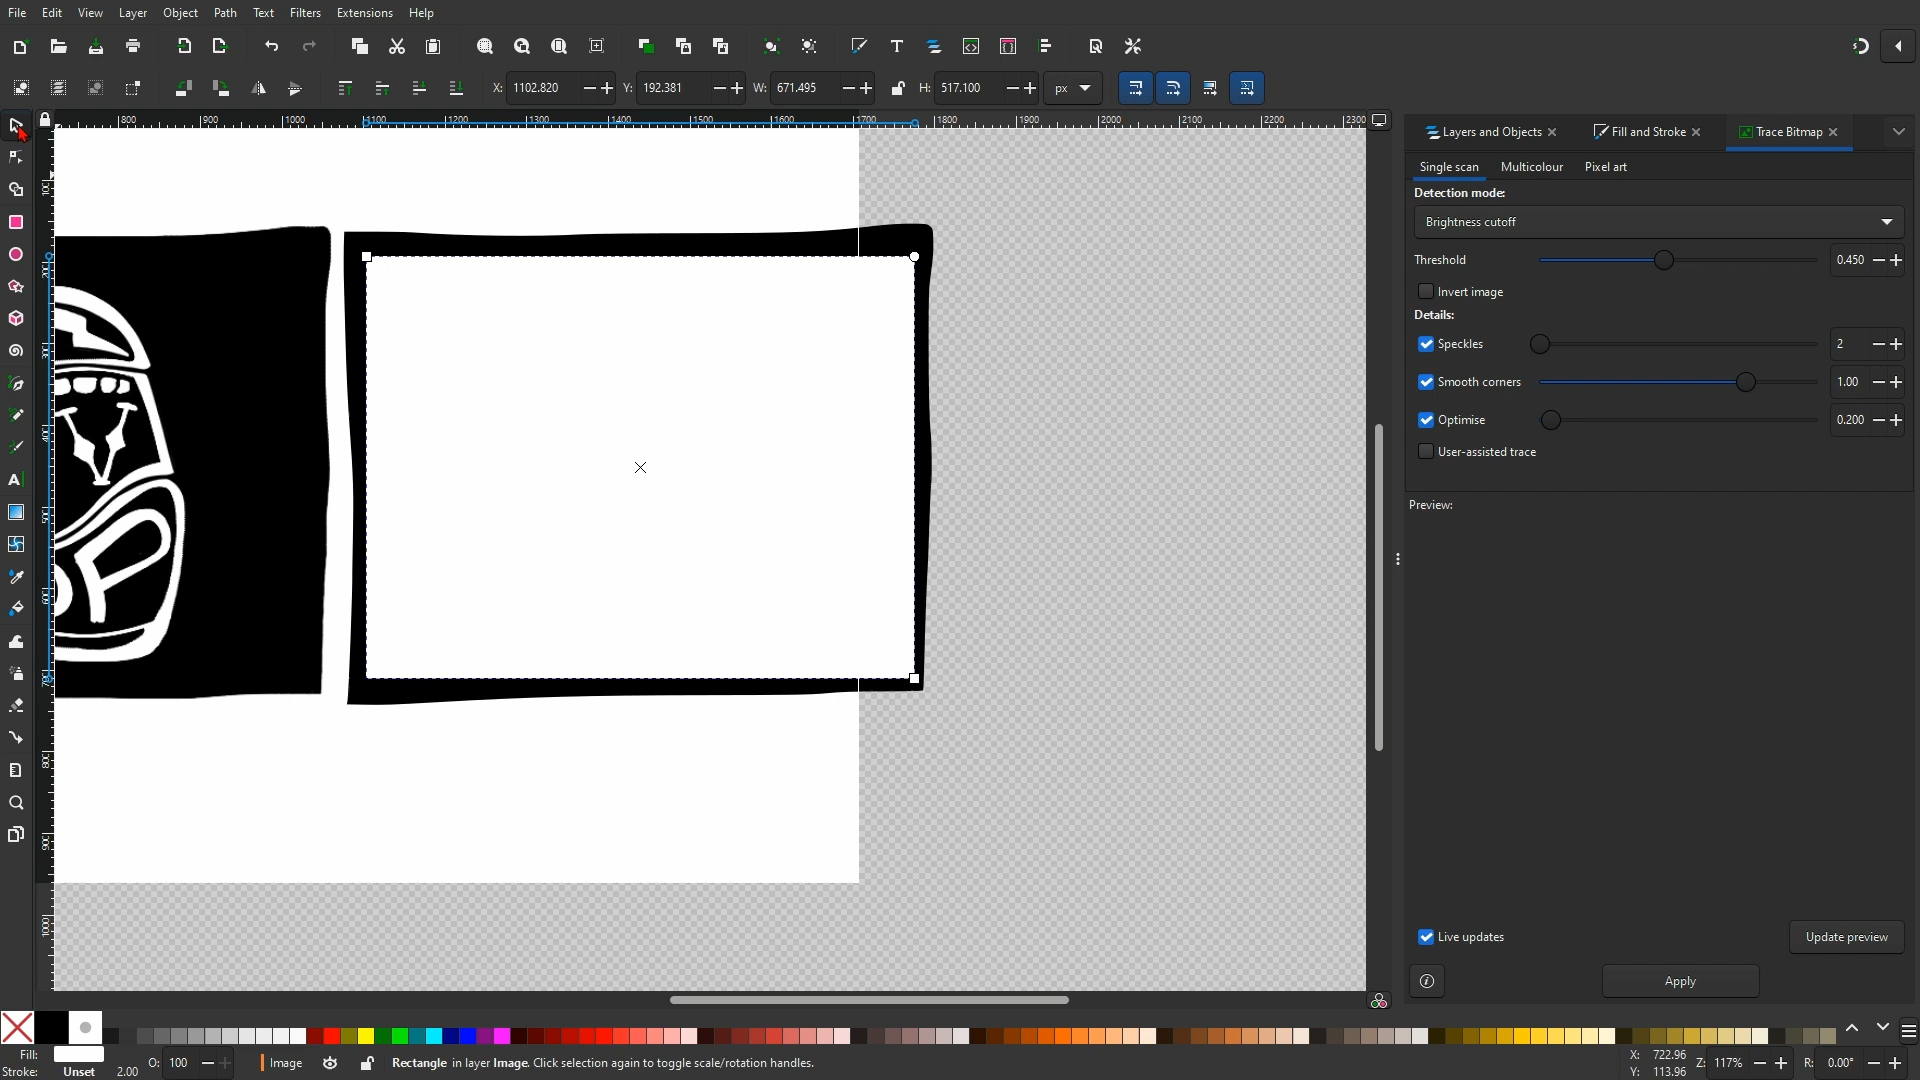 File Edit View Layer Object Path Text Filters Extensions Help
X: 1102.820 Y: 192.381 W: 671.495 H: 517.100 px
800 900 1000 1100 1200 1300 1400 1500 1600 1700 1800 1900 2000 2100 2200 2300
Layers and Objects Fill and Stroke Trace Bitmap
Single scan Multicolour Pixel art
Detection mode:
Brightness cutoff
Threshold 0.450
Invert image
Details:
Speckles 2
Smooth corners 1.00
Optimise 0.200
User-assisted trace
Preview:
Live updates Update preview
Apply
Fill:
Stroke: Unset 2.00 O: 100 Image Rectangle in layer Image. Click selection again to toggle scale/rotation handles. X: 722.96 Y: 113.96 Z: 117% R: 0.00°